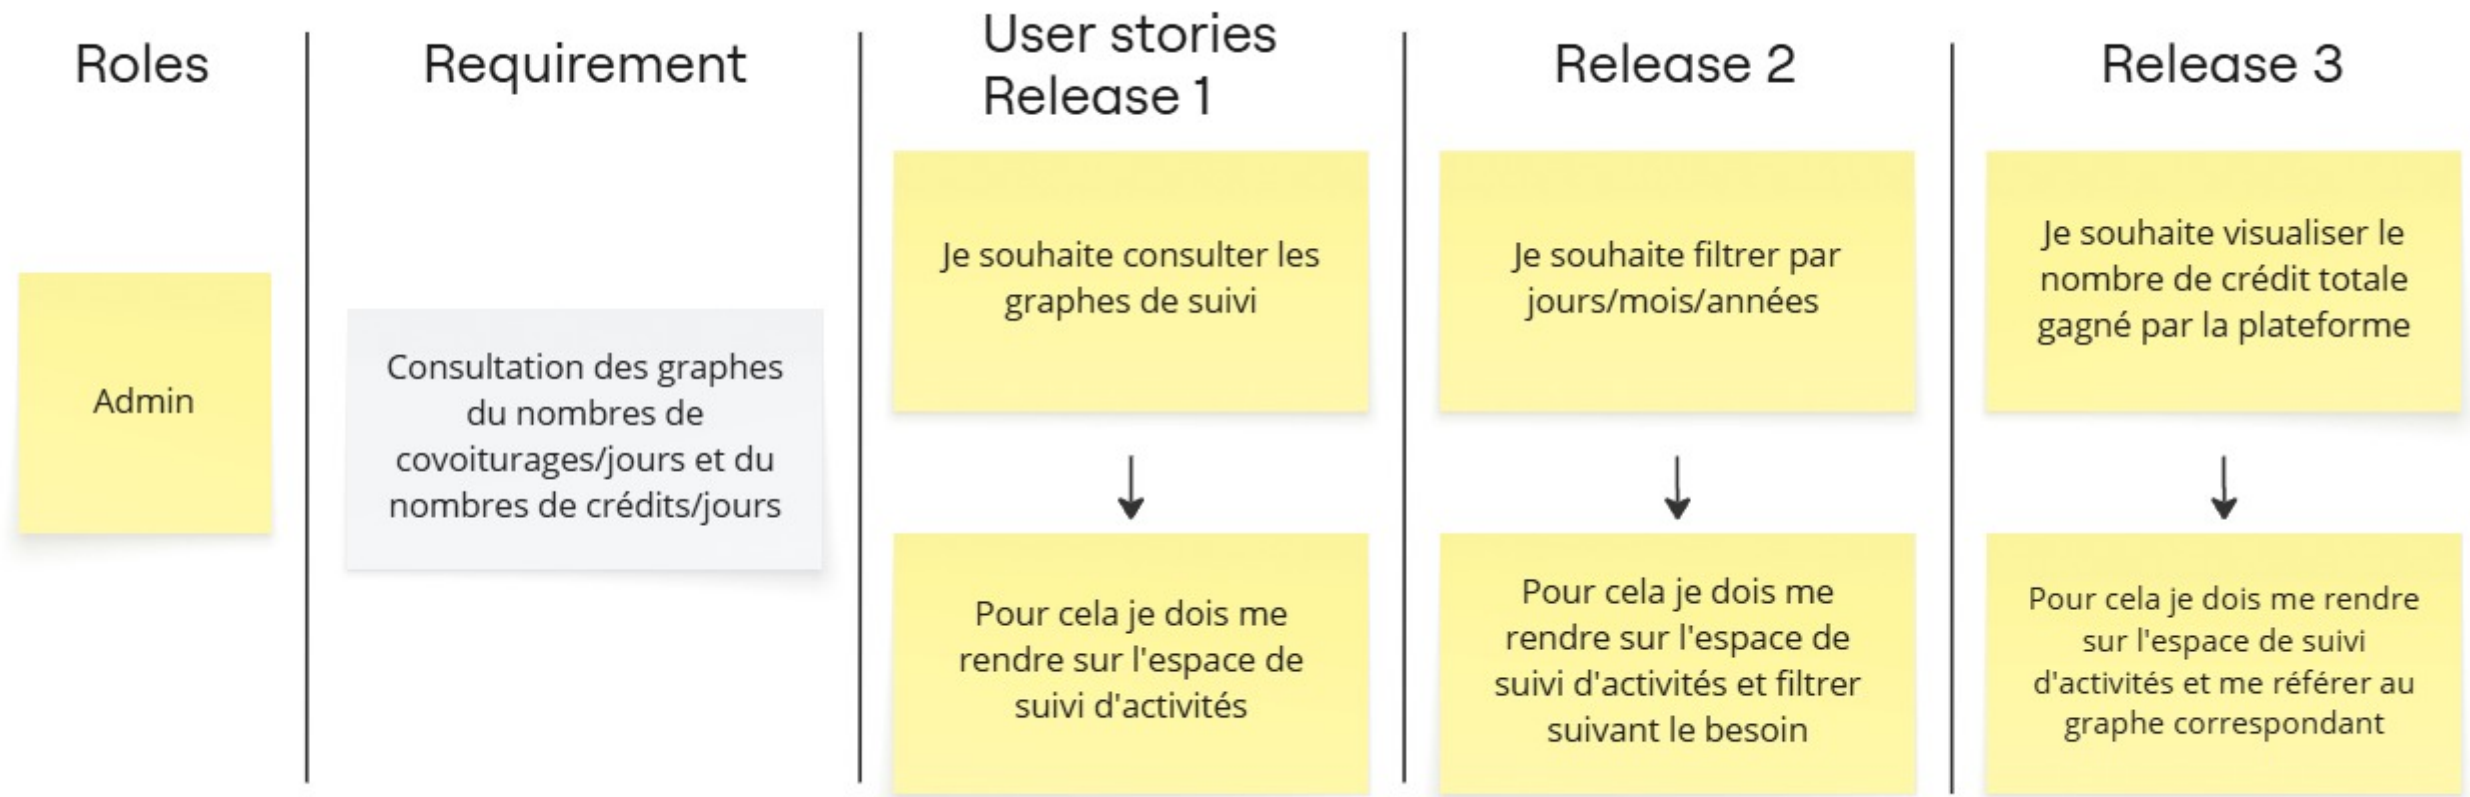 Roles
Requirement
User stories
Release 1
Release 2
Release 3
Admin
Consultation des graphes
du nombres de
covoiturages/jours et du
nombres de crédits/jours
Je souhaite consulter les
graphes de suivi
Pour cela je dois me
rendre sur l'espace de
suivi d'activités
Je souhaite filtrer par
jours/mois/années
Pour cela je dois me
rendre sur l'espace de
suivi d'activités et filtrer
suivant le besoin
Je souhaite visualiser le
nombre de crédit totale
gagné par la plateforme
Pour cela je dois me rendre
sur l'espace de suivi
d'activités et me référer au
graphe correspondant